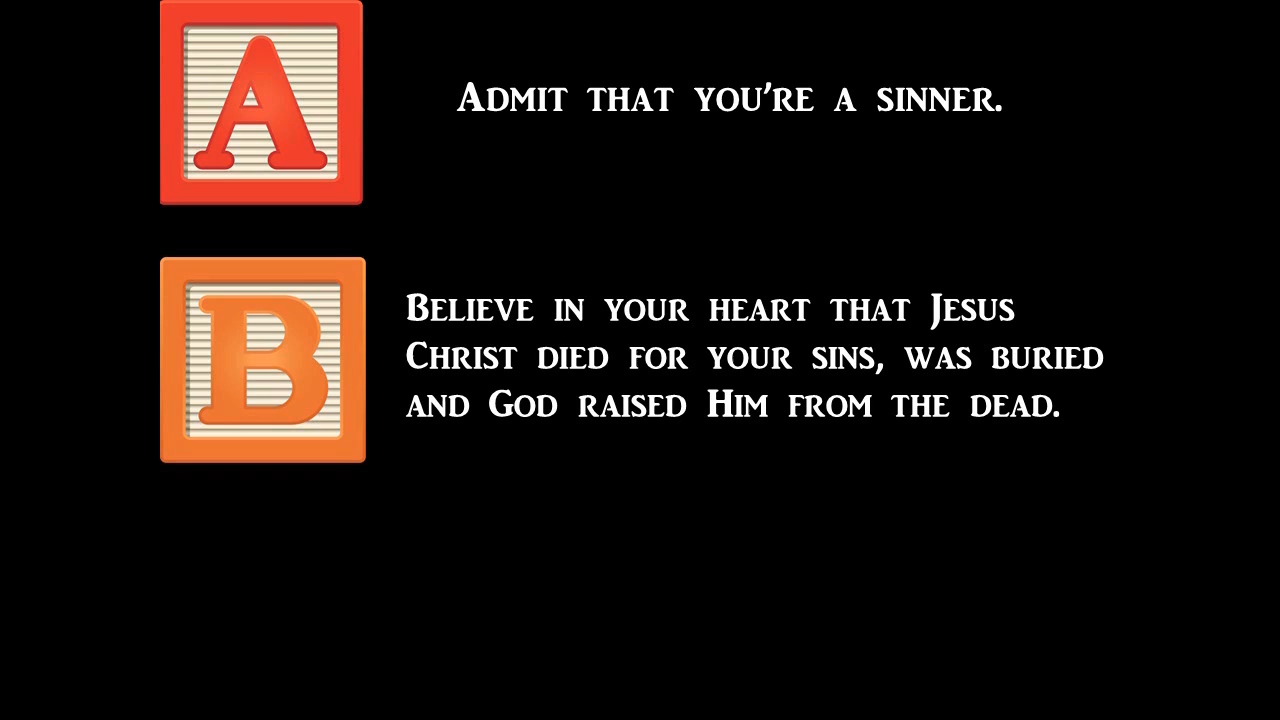 A
Admit that you're a sinner.
B
Believe in your heart that Jesus
Christ died for your sins, was buried
and God raised Him from the dead.